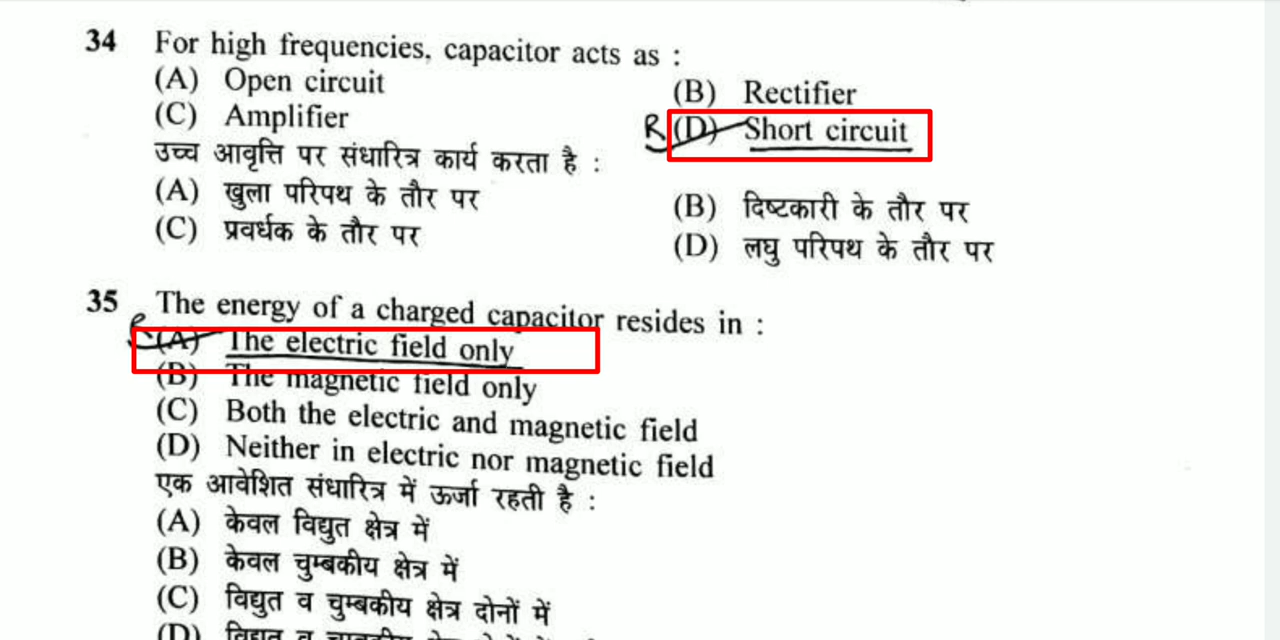 34 For high frequencies, capacitor acts as :
(A) Open circuit (B) Rectifier
(C) Amplifier R (D) Short circuit
उच्च आवृत्ति पर संधारित्र कार्य करता है :
(A) खुला परिपथ के तौर पर (B) दिष्टकारी के तौर पर
(C) प्रवर्धक के तौर पर (D) लघु परिपथ के तौर पर
35 The energy of a charged capacitor resides in :
R (A) The electric field only
(B) The magnetic field only
(C) Both the electric and magnetic field
(D) Neither in electric nor magnetic field
एक आवेशित संधारित्र में ऊर्जा रहती है :
(A) केवल विद्युत क्षेत्र में
(B) केवल चुम्बकीय क्षेत्र में
(C) विद्युत व चुम्बकीय क्षेत्र दोनों में
(D)